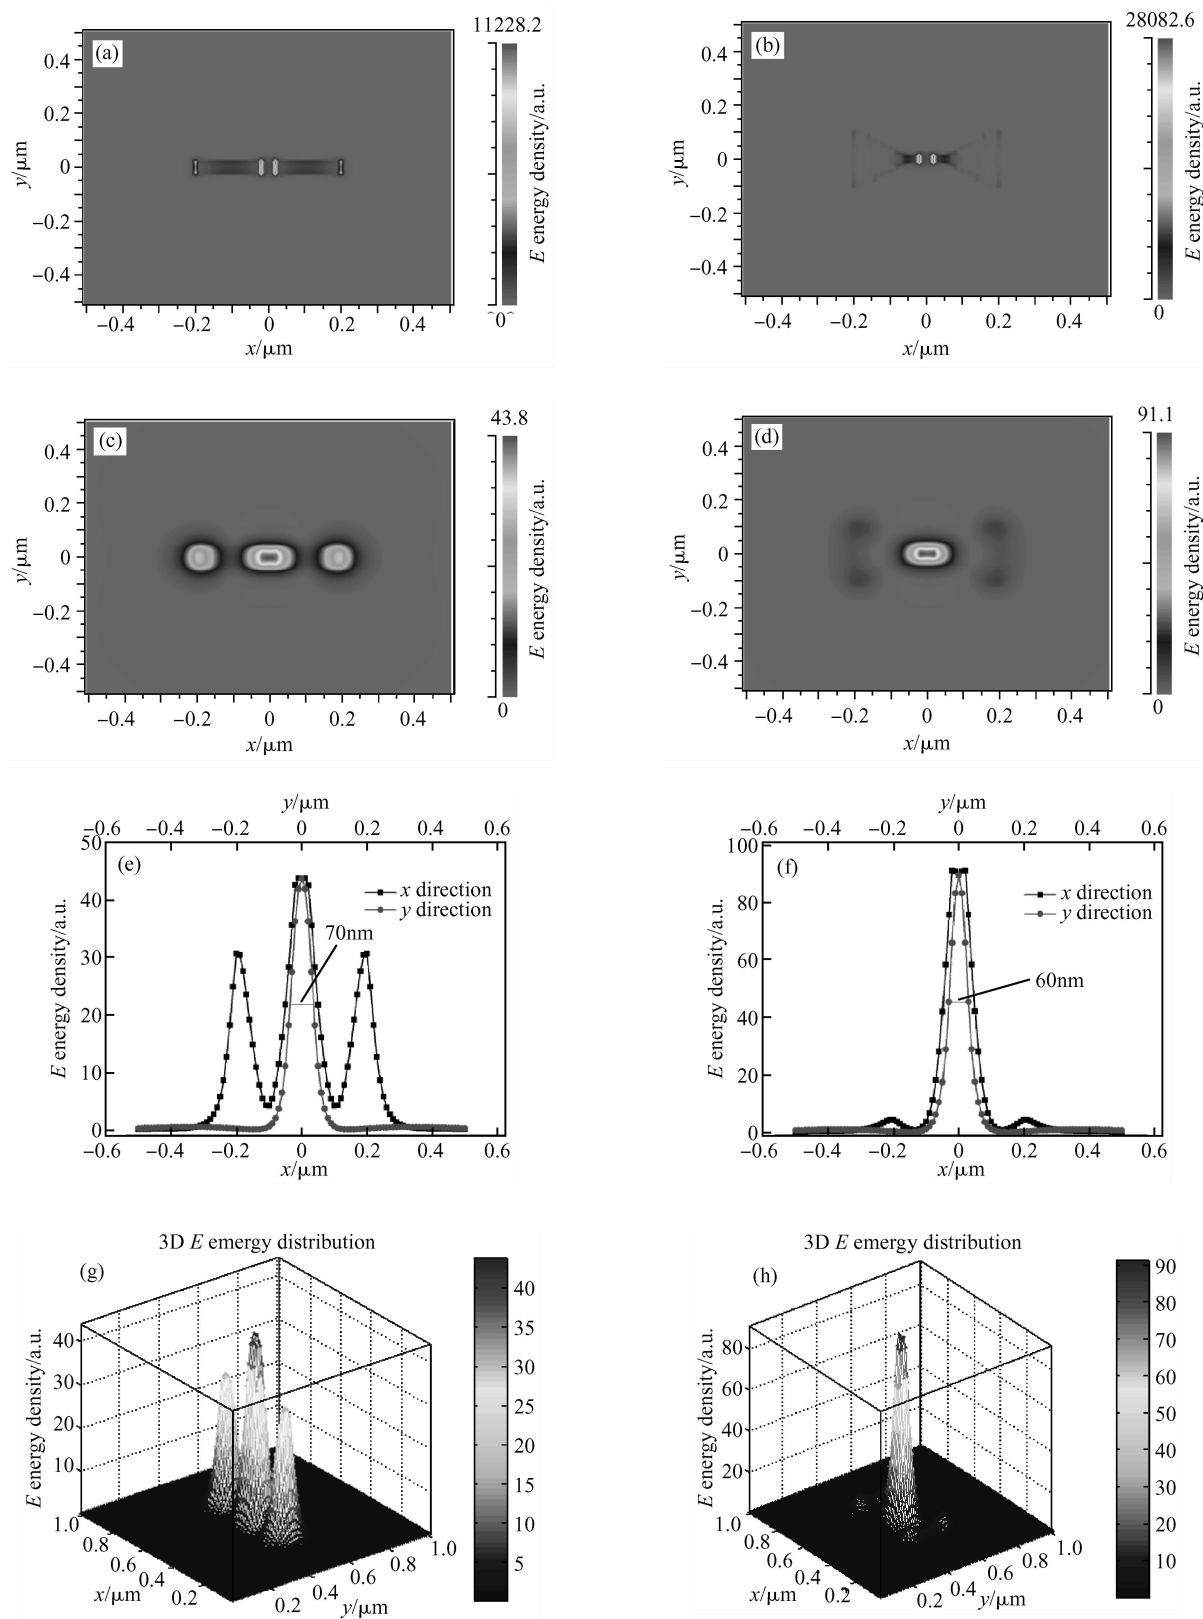 11228.2
(a)
0.4
0.2
0
−0.2
−0.4
y/μm
−0.4 −0.2 0 0.2 0.4
x/μm
0
E energy density/a.u.
28082.6
(b)
0.4
0.2
0
−0.2
−0.4
y/μm
−0.4 −0.2 0 0.2 0.4
x/μm
0
E energy density/a.u.
43.8
(c)
0.4
0.2
0
−0.2
−0.4
y/μm
−0.4 −0.2 0 0.2 0.4
x/μm
0
E energy density/a.u.
91.1
(d)
0.4
0.2
0
−0.2
−0.4
y/μm
−0.4 −0.2 0 0.2 0.4
x/μm
0
E energy density/a.u.
y/μm
−0.6 −0.4 −0.2 0 0.2 0.4 0.6
50
(e)
40
x direction
y direction
70nm
30
20
10
0
E energy density/a.u.
−0.6 −0.4 −0.2 0 0.2 0.4 0.6
x/μm
y/μm
−0.6 −0.4 −0.2 0 0.2 0.4 0.6
100
(f)
80
x direction
y direction
60
60nm
40
20
0
E energy density/a.u.
−0.6 −0.4 −0.2 0 0.2 0.4 0.6
x/μm
3D E emergy distribution
(g)
40
30
20
10
E energy density/a.u.
1.0
0.8
0.6
0.4
0.2
x/μm
0.2
0.4
0.6
0.8
1.0
y/μm
40
35
30
25
20
15
10
5
3D E emergy distribution
(h)
80
60
40
20
E energy density/a.u.
1.0
0.8
0.6
0.4
0.2
x/μm
0.2
0.4
0.6
0.8
1.0
y/μm
90
80
70
60
50
40
30
20
10